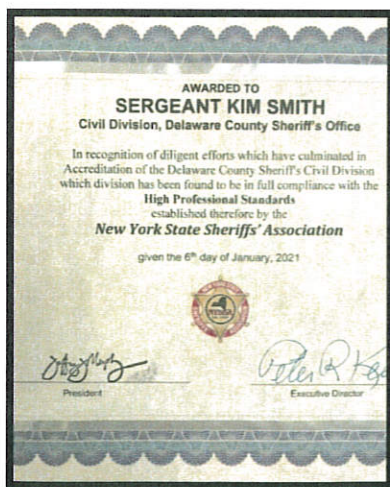 AWARDED TO
SERGEANT KIM SMITH
Civil Division, Delaware County Sheriff's Office
In recognition of diligent efforts which have culminated in
Accreditation of the Delaware County Sheriff's Civil Division
which division has been found to be in full compliance with the
High Professional Standards
established therefore by the
New York State Sheriffs' Association
given the 6th day of January, 2021
Peter R
President
Executive Director